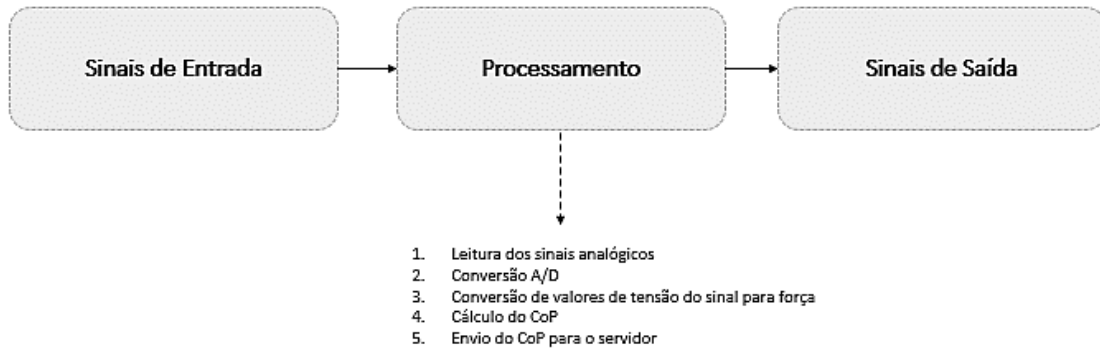 Sinais de Entrada
Processamento
Sinais de Saída
1. Leitura dos sinais analógicos
2. Conversão A/D
3. Conversão de valores de tensão do sinal para força
4. Cálculo do CoP
5. Envio do CoP para o servidor